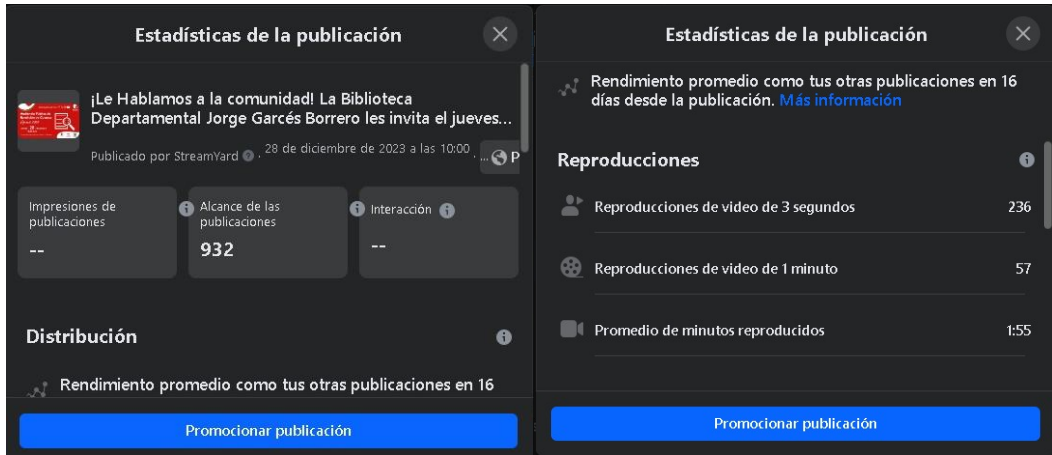 Estadísticas de la publicación
¡Le Hablamos a la comunidad! La Biblioteca
Departamental Jorge Garcés Borrero les invita el jueves...
Publicado por StreamYard · 28 de diciembre de 2023 a las 10:00 · ... P
Impresiones de
publicaciones
--
Alcance de las
publicaciones
932
Interacción
--
Distribución
Rendimiento promedio como tus otras publicaciones en 16
Promocionar publicación
Estadísticas de la publicación
Rendimiento promedio como tus otras publicaciones en 16
días desde la publicación. Más información
Reproducciones
Reproducciones de video de 3 segundos 236
Reproducciones de video de 1 minuto 57
Promedio de minutos reproducidos 1:55
Promocionar publicación